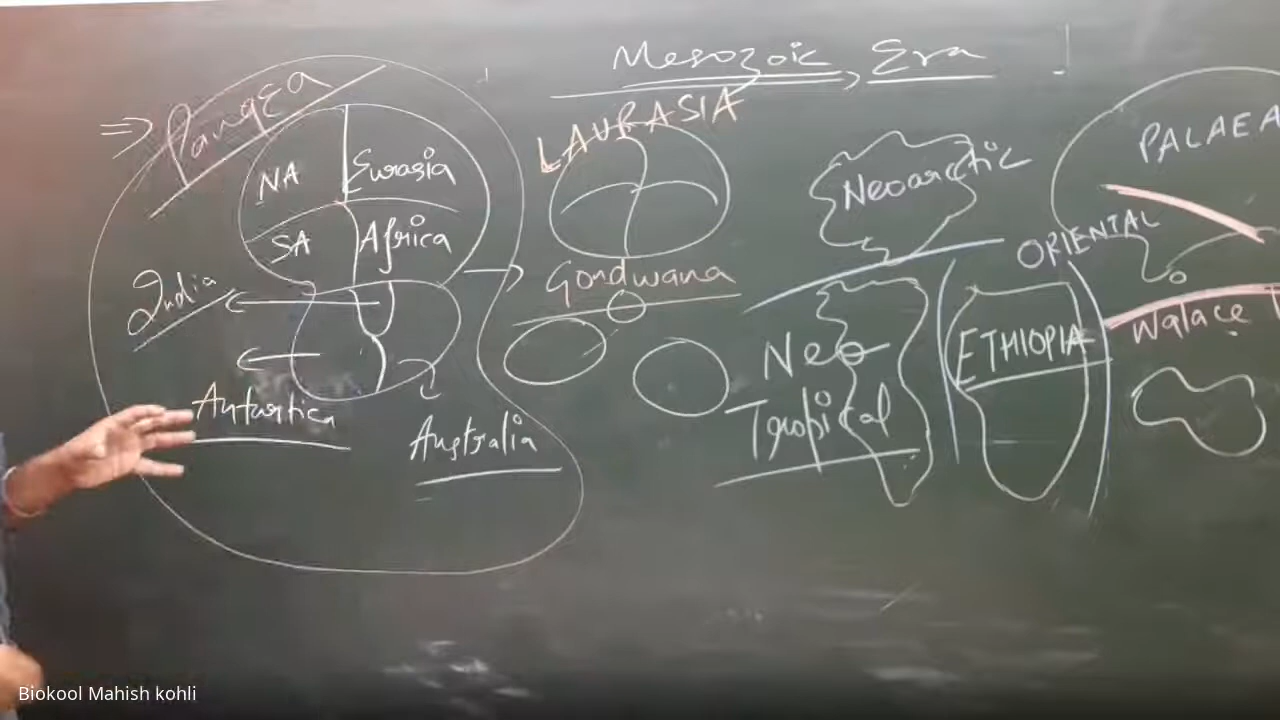 Mesozoic Era
⇒ Pangea
LAURASIA
NA Eurasia
SA Africa
India
Antartica
Australia
Gondwana
Neoarctic
Neo
Tropical
ETHIOPIA
PALAEA
ORIENTAL
Walace
Biokool Mahish kohli